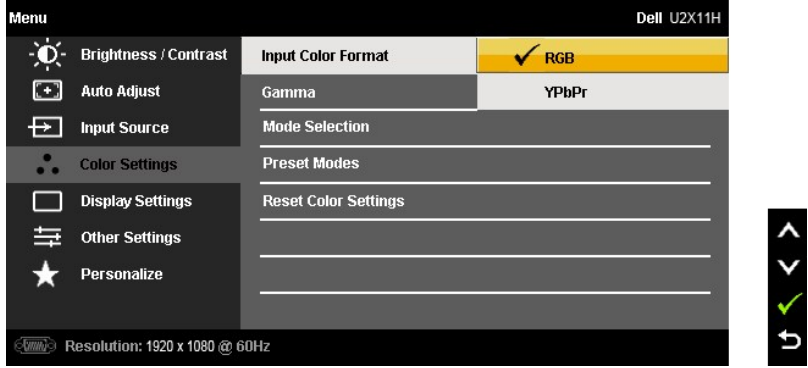 Menu
Dell U2X11H
Brightness / Contrast
Input Color Format
RGB
Auto Adjust
Gamma
YPbPr
Input Source
Mode Selection
Color Settings
Preset Modes
Display Settings
Reset Color Settings
Other Settings
Personalize
Resolution: 1920 x 1080 @ 60Hz